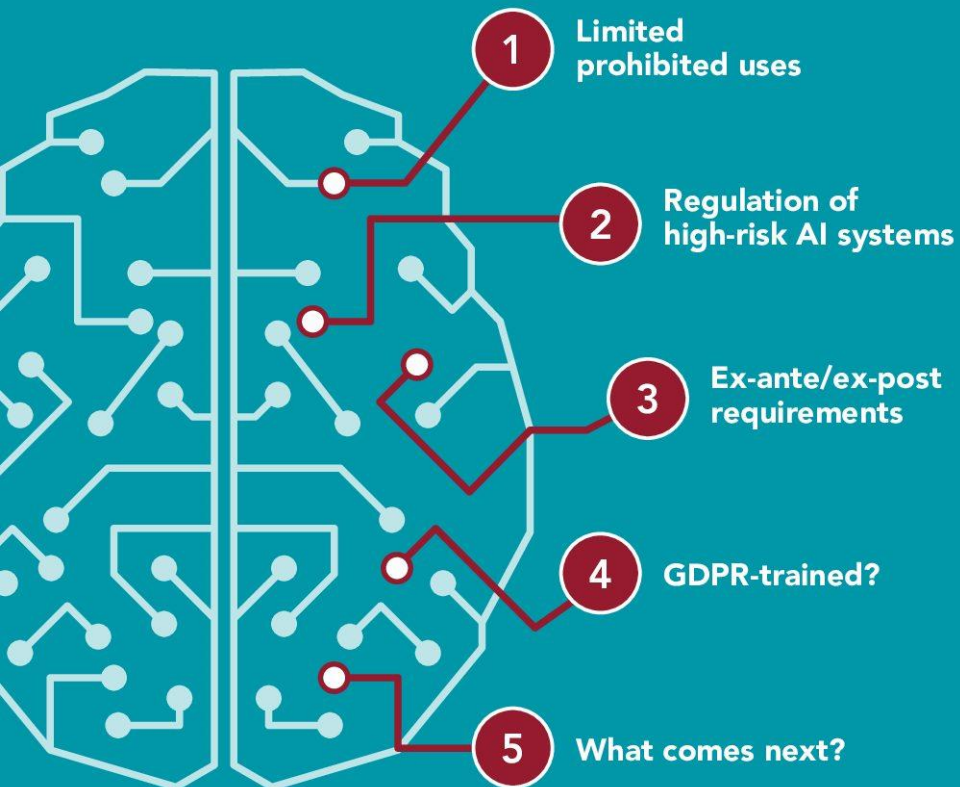 1
Limited
prohibited uses
2
Regulation of
high-risk AI systems
3
Ex-ante/ex-post
requirements
4
GDPR-trained?
5
What comes next?